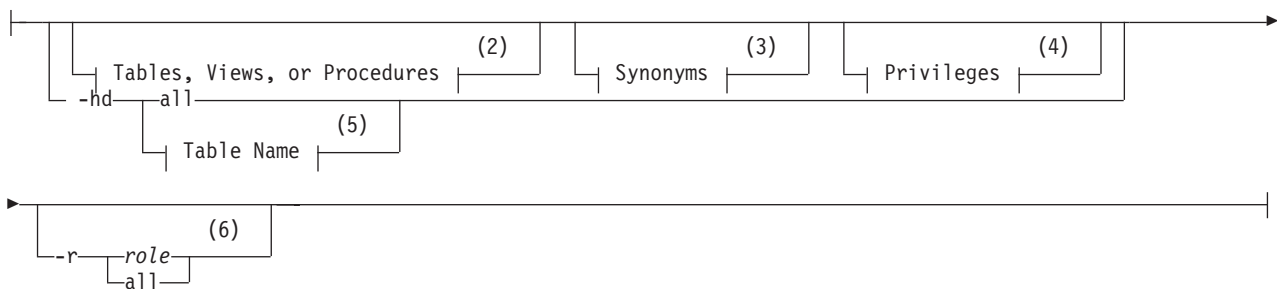 (2) (3) (4)
Tables, Views, or Procedures Synonyms Privileges
-hd all
(5)
Table Name
(6)
-r role
all